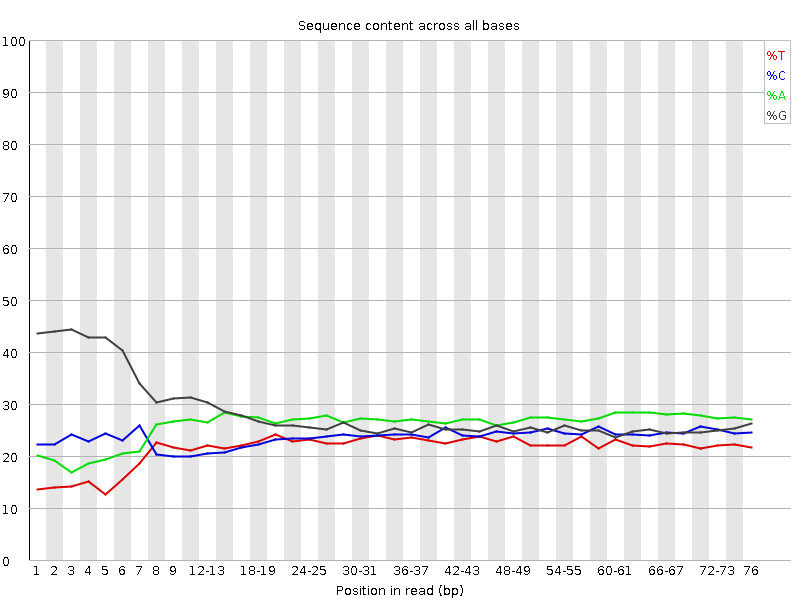 Sequence content across all bases
%T
%C
%A
%G
100
90
80
70
60
50
40
30
20
10
0
1 2 3 4 5 6 7 8 9 12-13 18-19 24-25 30-31 36-37 42-43 48-49 54-55 60-61 66-67 72-73 76
Position in read (bp)